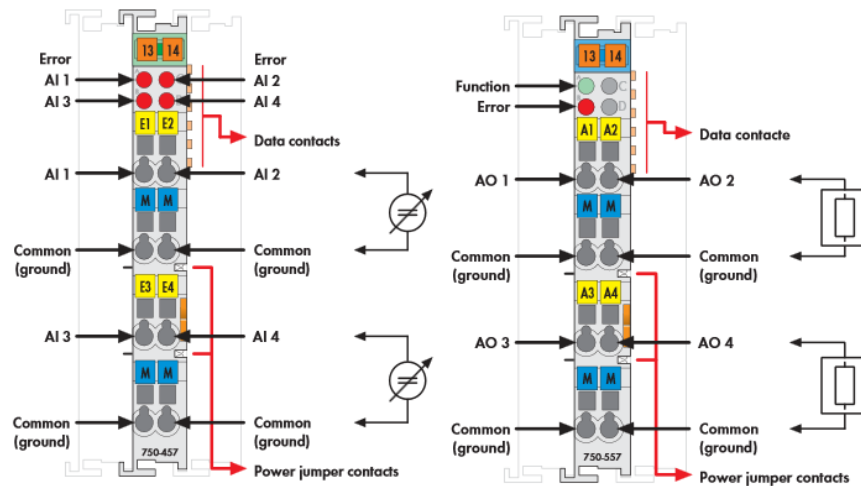 13 14
Error Error
AI 1 AI 2
AI 3 AI 4
E1 E2
Data contacts
AI 1 AI 2
M M
Common (ground) Common (ground)
E3 E4
AI 3 AI 4
M M
Common (ground) Common (ground)
750-457
Power jumper contacts
13 14
Function C
Error D
A1 A2
Data contacte
AO 1 AO 2
M M
Common (ground) Common (ground)
A3 A4
AO 3 AO 4
M M
Common (ground) Common (ground)
750-557
Power jumper contacts